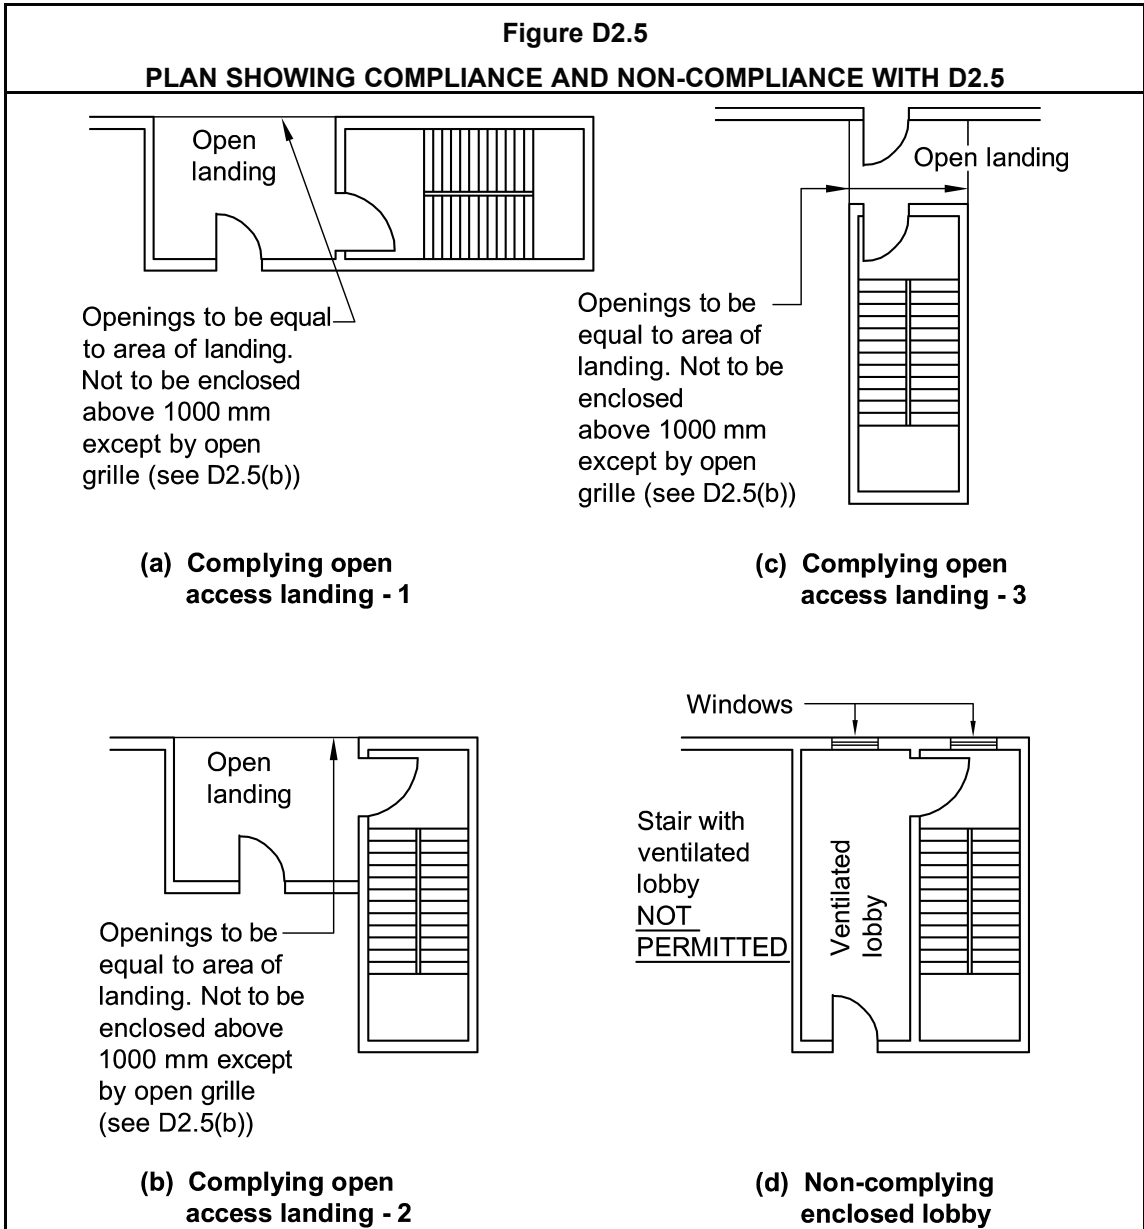 Figure D2.5
PLAN SHOWING COMPLIANCE AND NON-COMPLIANCE WITH D2.5
Open
landing
Openings to be equal
to area of landing.
Not to be enclosed
above 1000 mm
except by open
grille (see D2.5(b))
(a) Complying open
access landing - 1
Open landing
Openings to be
equal to area of
landing. Not to be
enclosed
above 1000 mm
except by open
grille (see D2.5(b))
(c) Complying open
access landing - 3
Open
landing
Openings to be
equal to area of
landing. Not to be
enclosed above
1000 mm except
by open grille
(see D2.5(b))
(b) Complying open
access landing - 2
Windows
Stair with
ventilated
lobby
NOT
PERMITTED
Ventilated
lobby
(d) Non-complying
enclosed lobby